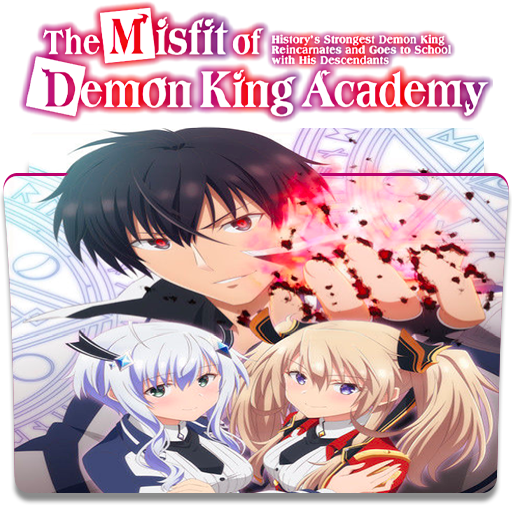 The Misfit of
History's Strongest Demon King
Reincarnates and Goes to School
with His Descendants
Demon King Academy